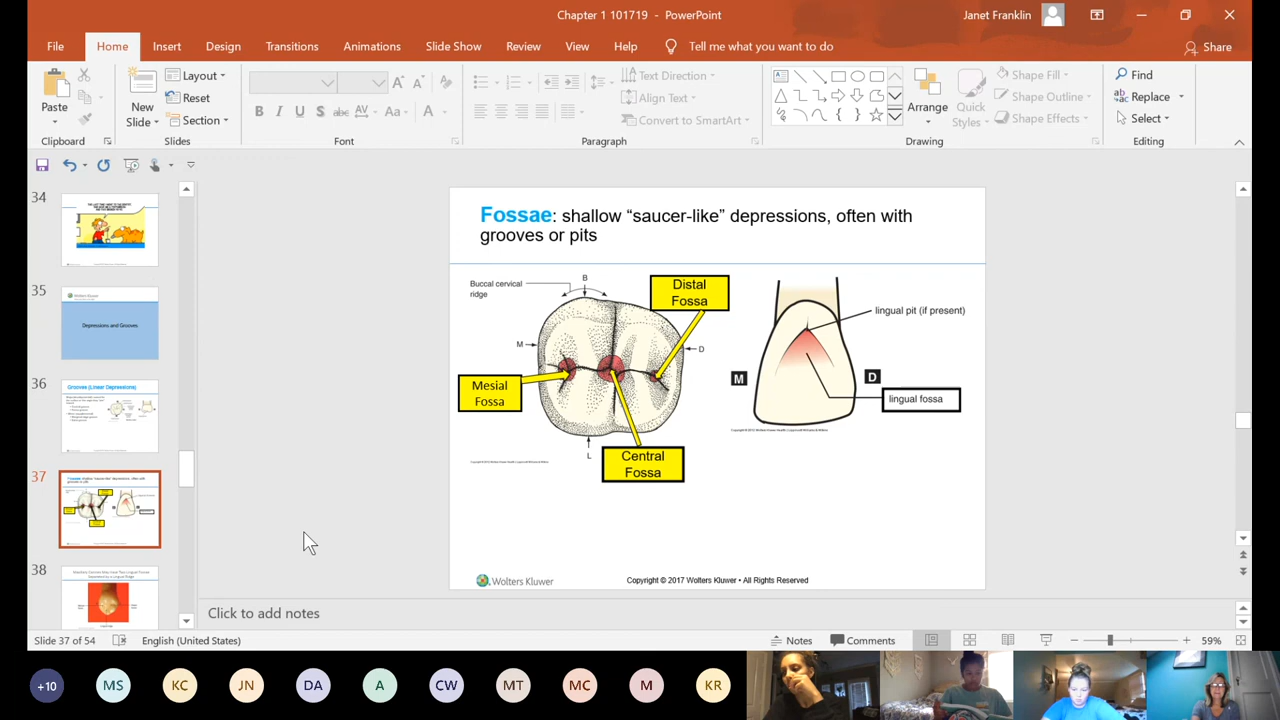 Chapter 1 101719 - PowerPoint
Janet Franklin
File
Home
Insert
Design
Transitions
Animations
Slide Show
Review
View
Help
Tell me what you want to do
Share
Paste
New
Slide
Layout
Reset
Section
Text Direction
Align Text
Convert to SmartArt
Arrange
Quick
Styles
Shape Fill
Shape Outline
Shape Effects
Find
Replace
Select
Clipboard
Slides
Font
Paragraph
Drawing
Editing
34
35
Depressions and Grooves
36
Grooves (Linear Depressions)
37
38
Fossae: shallow “saucer-like” depressions, often with
grooves or pits
Buccal cervical
ridge
B
M
D
L
Distal
Fossa
Mesial
Fossa
Central
Fossa
lingual pit (if present)
M
D
lingual fossa
Wolters Kluwer
Copyright © 2017 Wolters Kluwer • All Rights Reserved
Click to add notes
Slide 37 of 54
English (United States)
Notes
Comments
59%
+10
MS
KC
JN
DA
A
CW
MT
MC
M
KR